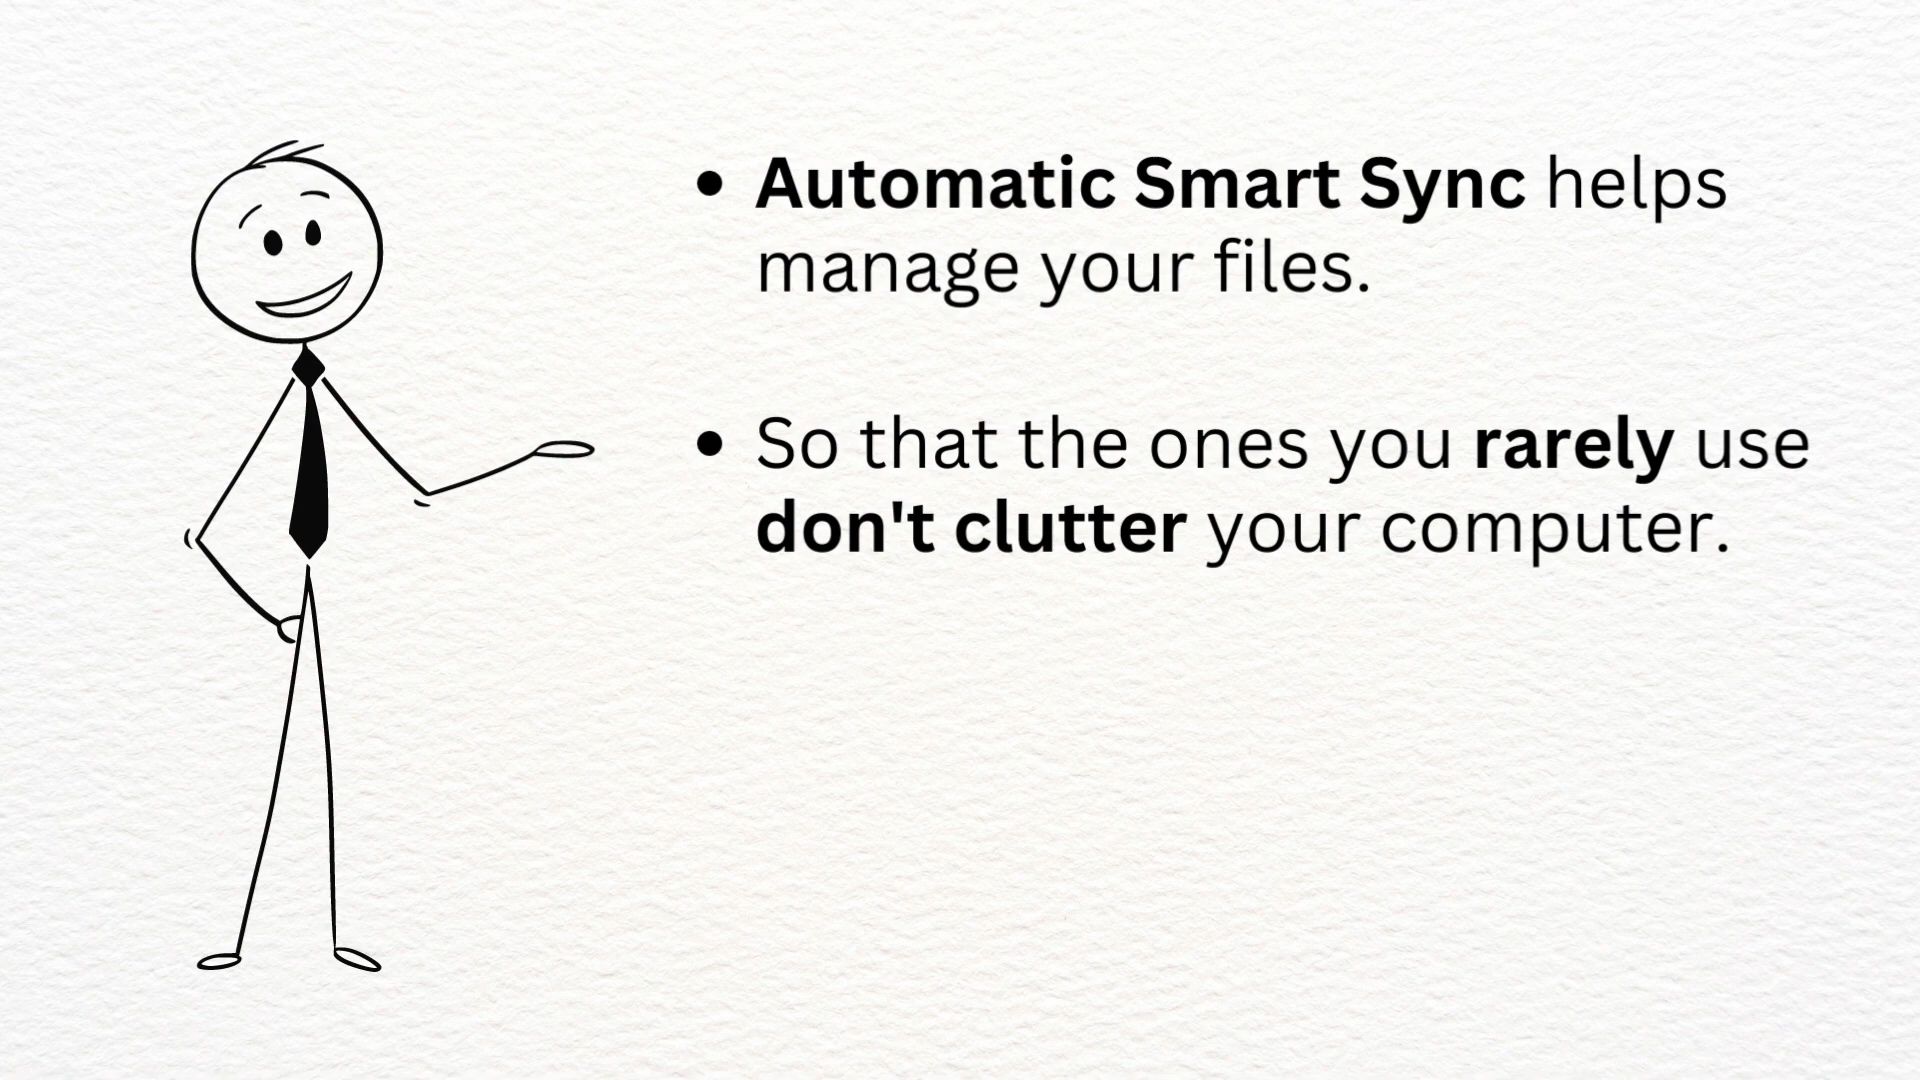 • Automatic Smart Sync helps
manage your files.
• So that the ones you rarely use
don't clutter your computer.